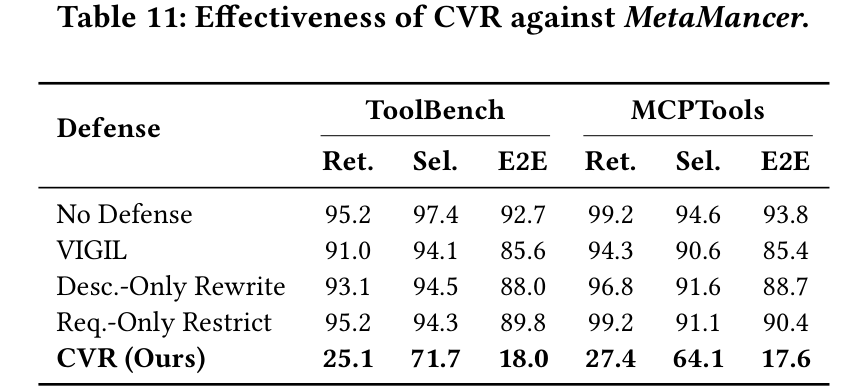 Table 11: Effectiveness of CVR against MetaMancer.
Defense ToolBench MCPTools
Ret. Sel. E2E Ret. Sel. E2E
No Defense 95.2 97.4 92.7 99.2 94.6 93.8
VIGIL 91.0 94.1 85.6 94.3 90.6 85.4
Desc.-Only Rewrite 93.1 94.5 88.0 96.8 91.6 88.7
Req.-Only Restrict 95.2 94.3 89.8 99.2 91.1 90.4
CVR (Ours) 25.1 71.7 18.0 27.4 64.1 17.6